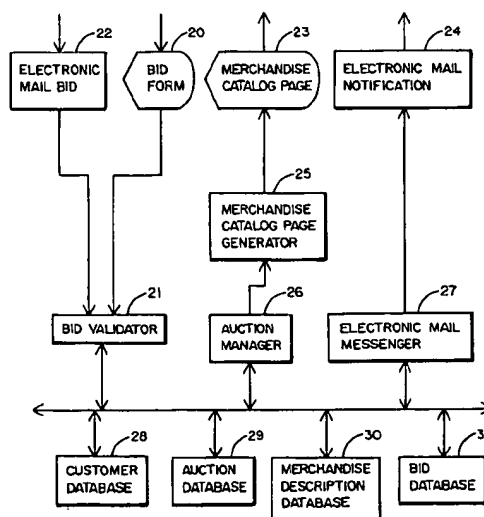 22
20
23
24
ELECTRONIC
MAIL BID
BID
FORM
MERCHANDISE
CATALOG PAGE
ELECTRONIC MAIL
NOTIFICATION
25
MERCHANDISE
CATALOG PAGE
GENERATOR
21
26
27
BID VALIDATOR
AUCTION
MANAGER
ELECTRONIC MAIL
MESSENGER
28
29
30
3
CUSTOMER
DATABASE
AUCTION
DATABASE
MERCHANDISE
DESCRIPTION
DATABASE
BID
DATABASE